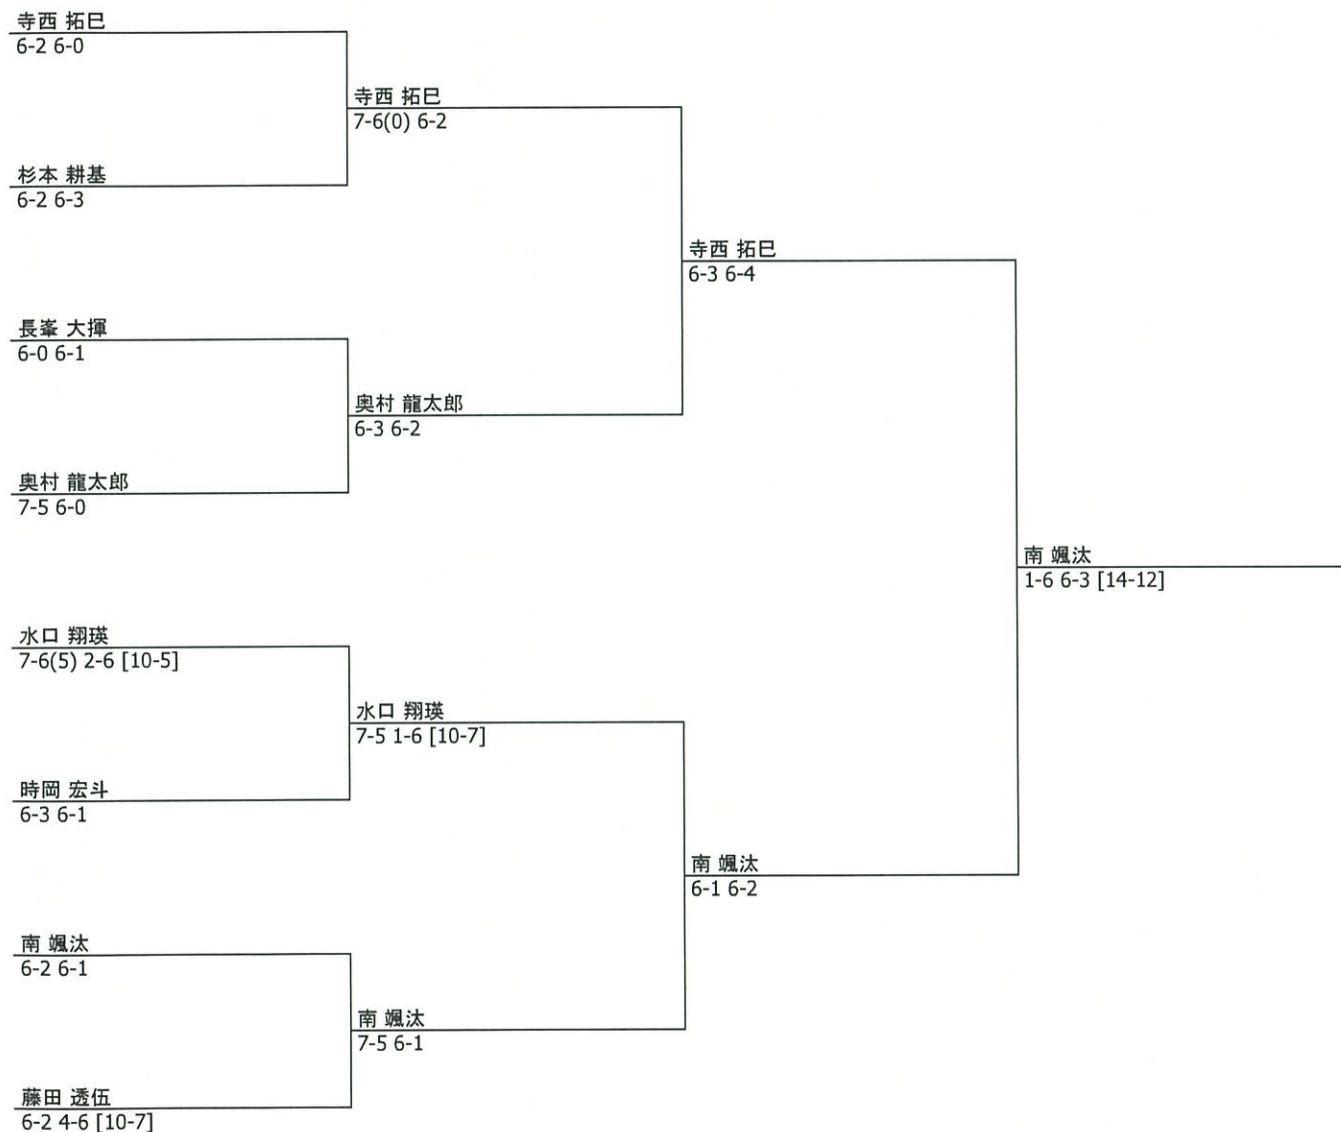 寺西 拓巳
6-2 6-0
寺西 拓巳
7-6(0) 6-2
杉本 耕基
6-2 6-3
寺西 拓巳
6-3 6-4
長峯 大揮
6-0 6-1
奥村 龍太郎
6-3 6-2
奥村 龍太郎
7-5 6-0
南 颯汰
1-6 6-3 [14-12]
水口 翔瑛
7-6(5) 2-6 [10-5]
水口 翔瑛
7-5 1-6 [10-7]
時岡 宏斗
6-3 6-1
南 颯汰
6-1 6-2
南 颯汰
6-2 6-1
南 颯汰
7-5 6-1
藤田 透伍
6-2 4-6 [10-7]